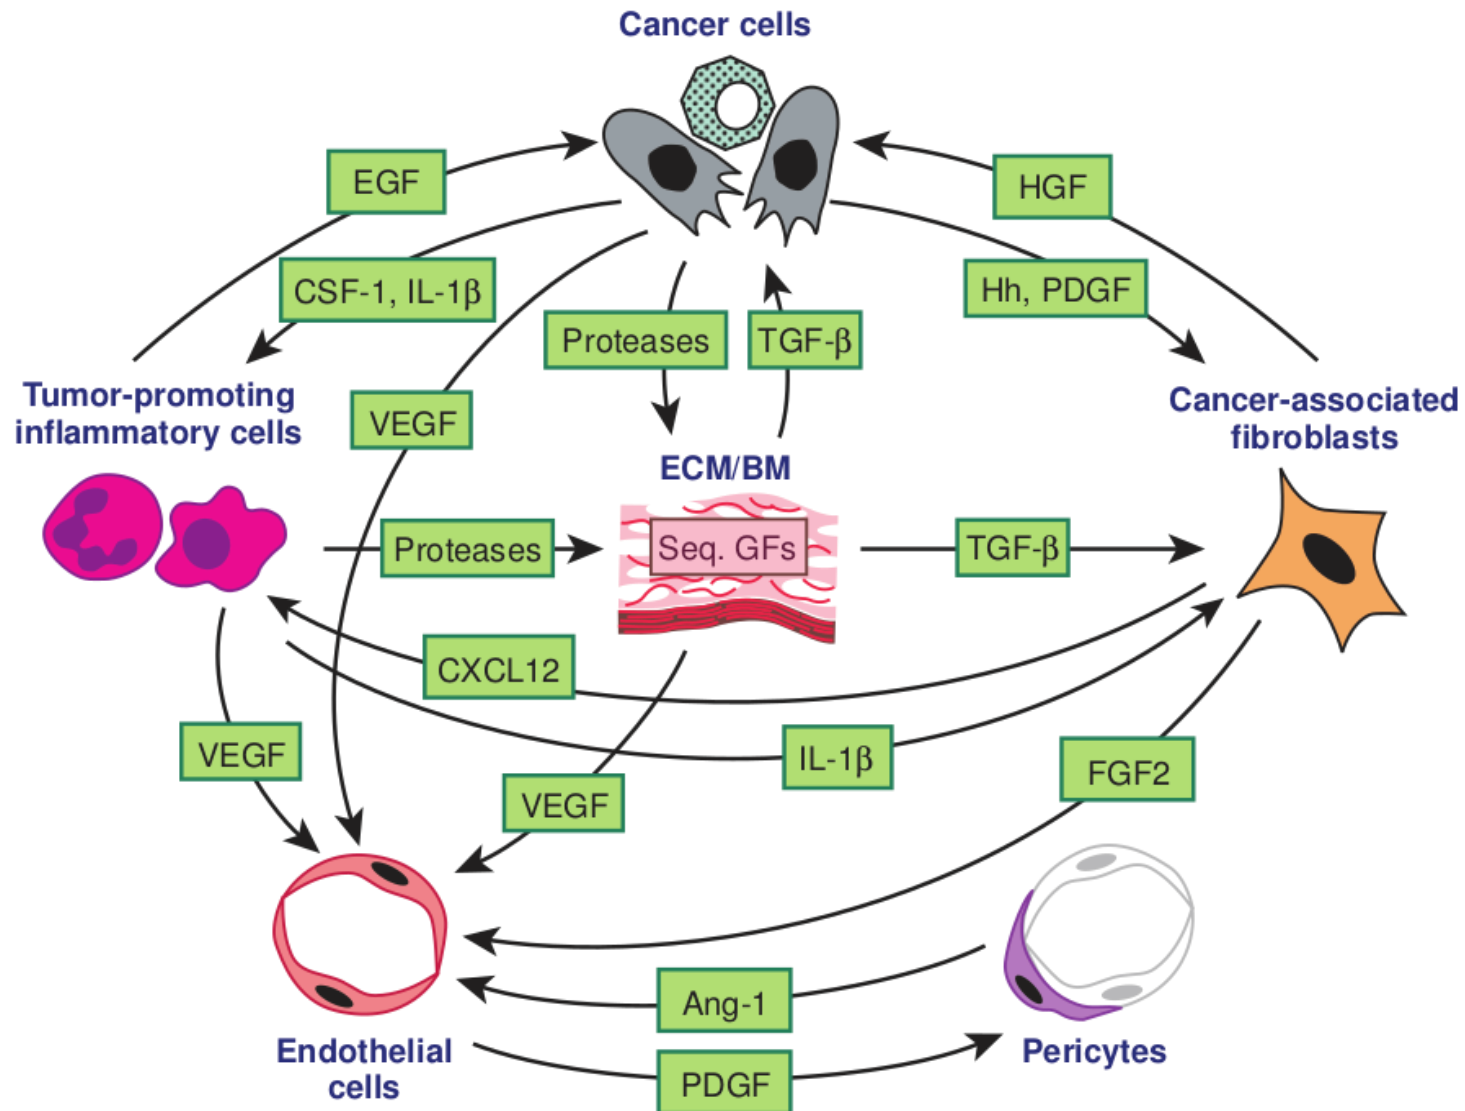 Cancer cells
EGF
HGF
CSF-1, IL-1β
Hh, PDGF
Proteases
TGF-β
Tumor-promoting
inflammatory cells
VEGF
Cancer-associated
fibroblasts
ECM/BM
Proteases
Seq. GFs
TGF-β
CXCL12
VEGF
IL-1β
FGF2
VEGF
Ang-1
Endothelial
cells
PDGF
Pericytes